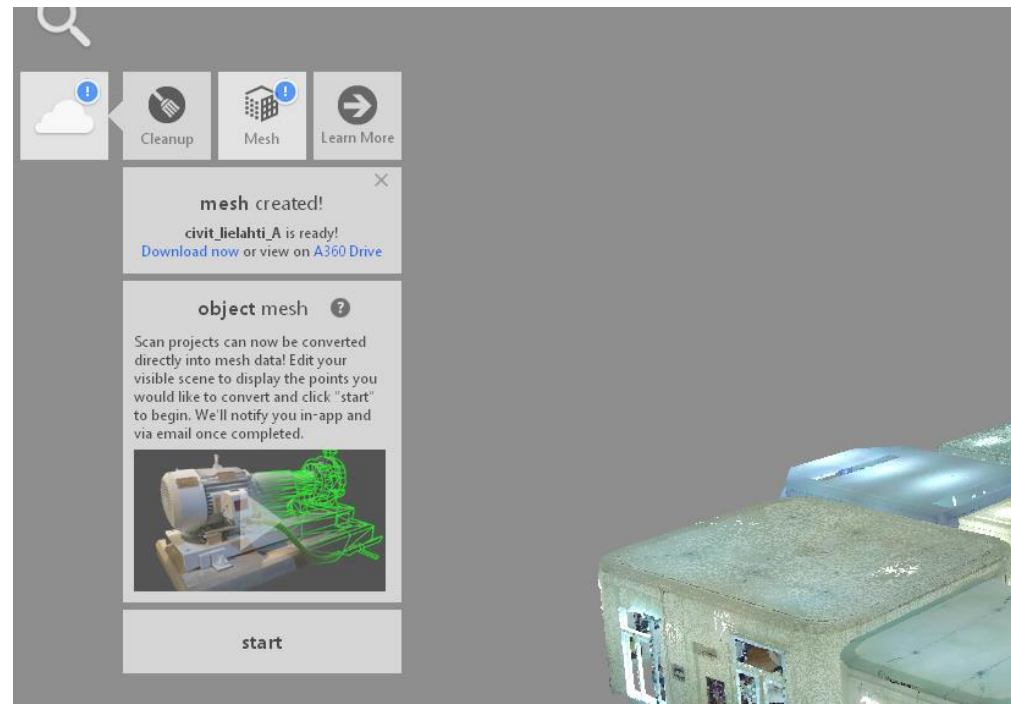 Cleanup
Mesh
Learn More
mesh created!
civit_lielahti_A is ready!
Download now or view on A360 Drive
object mesh ?
Scan projects can now be converted
directly into mesh data! Edit your
visible scene to display the points you
would like to convert and click "start"
to begin. We'll notify you in-app and
via email once completed.
start